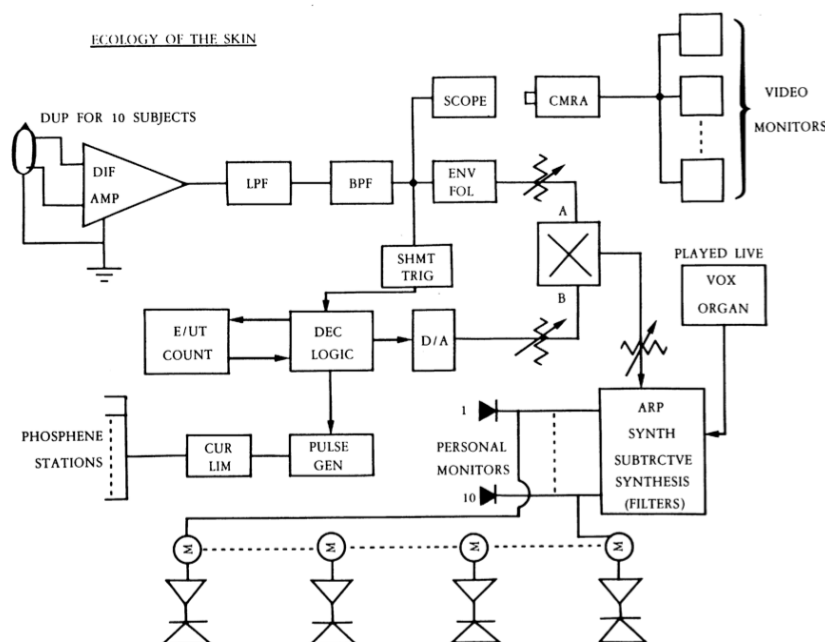 ECOLOGY OF THE SKIN
DUP FOR 10 SUBJECTS
DIF
AMP
LPF
BPF
SCOPE
CMRA
VIDEO
MONITORS
ENV
FOL
A
B
SHMT
TRIG
E/UT
COUNT
DEC
LOGIC
D/A
PLAYED LIVE
VOX
ORGAN
PHOSPHENE
STATIONS
CUR
LIM
PULSE
GEN
1
PERSONAL
MONITORS
10
ARP
SYNTH
SUBTRCTVE
SYNTHESIS
(FILTERS)
M
M
M
M